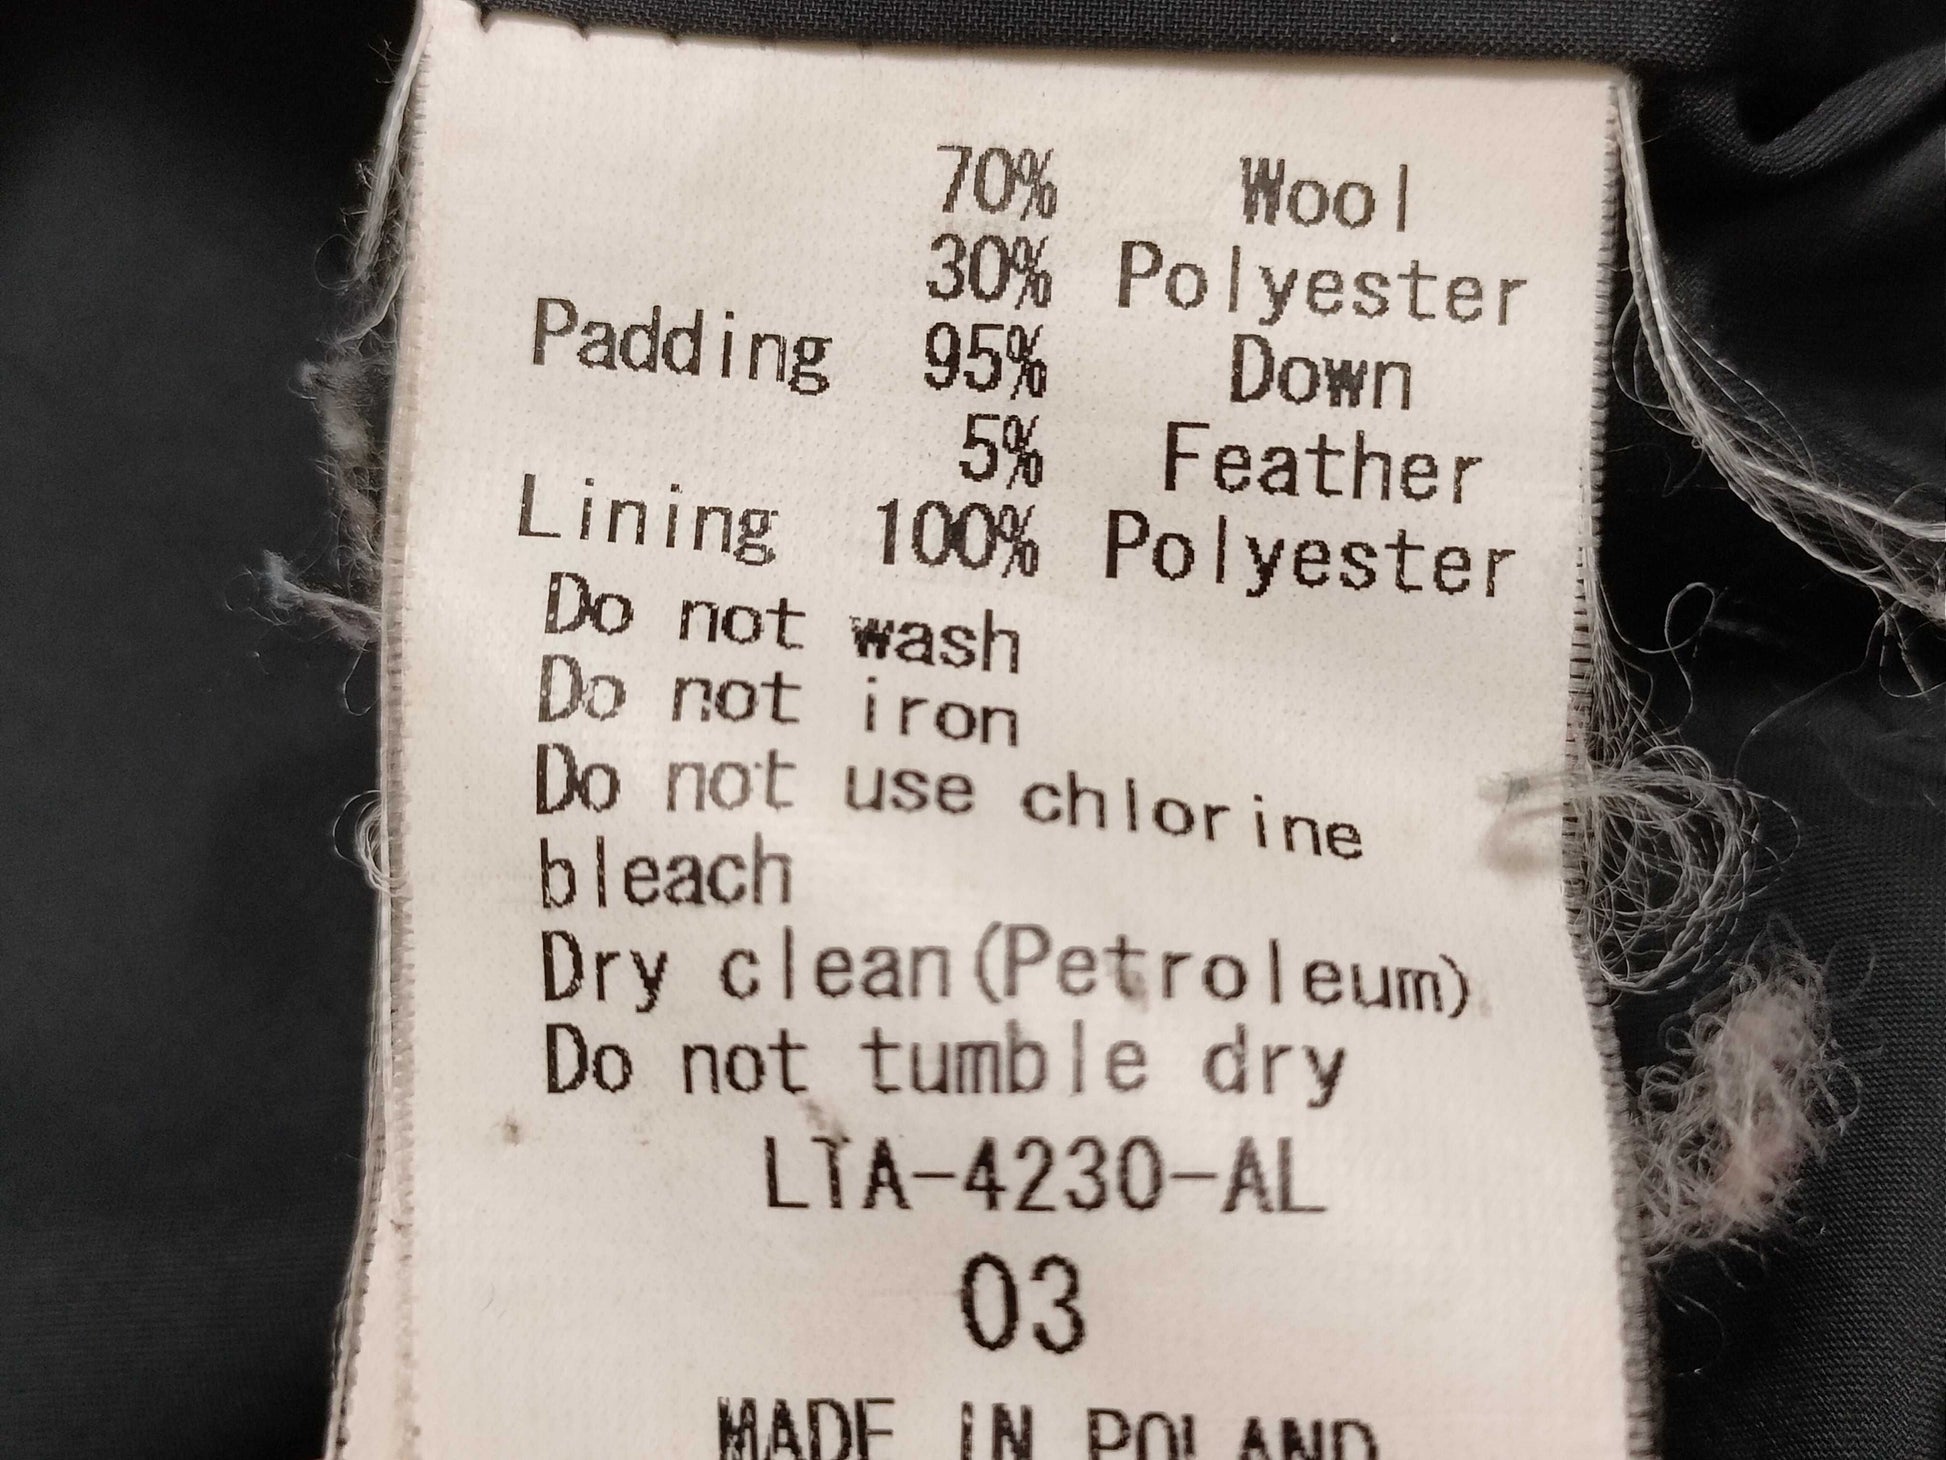 70% Wool
30% Polyester
Padding 95% Down
5% Feather
Lining 100% Polyester
Do not wash
Do not iron
Do not use chlorine
bleach
Dry clean(Petroleum)
Do not tumble dry
LTA-4230-AL
03
MADE IN POLAND